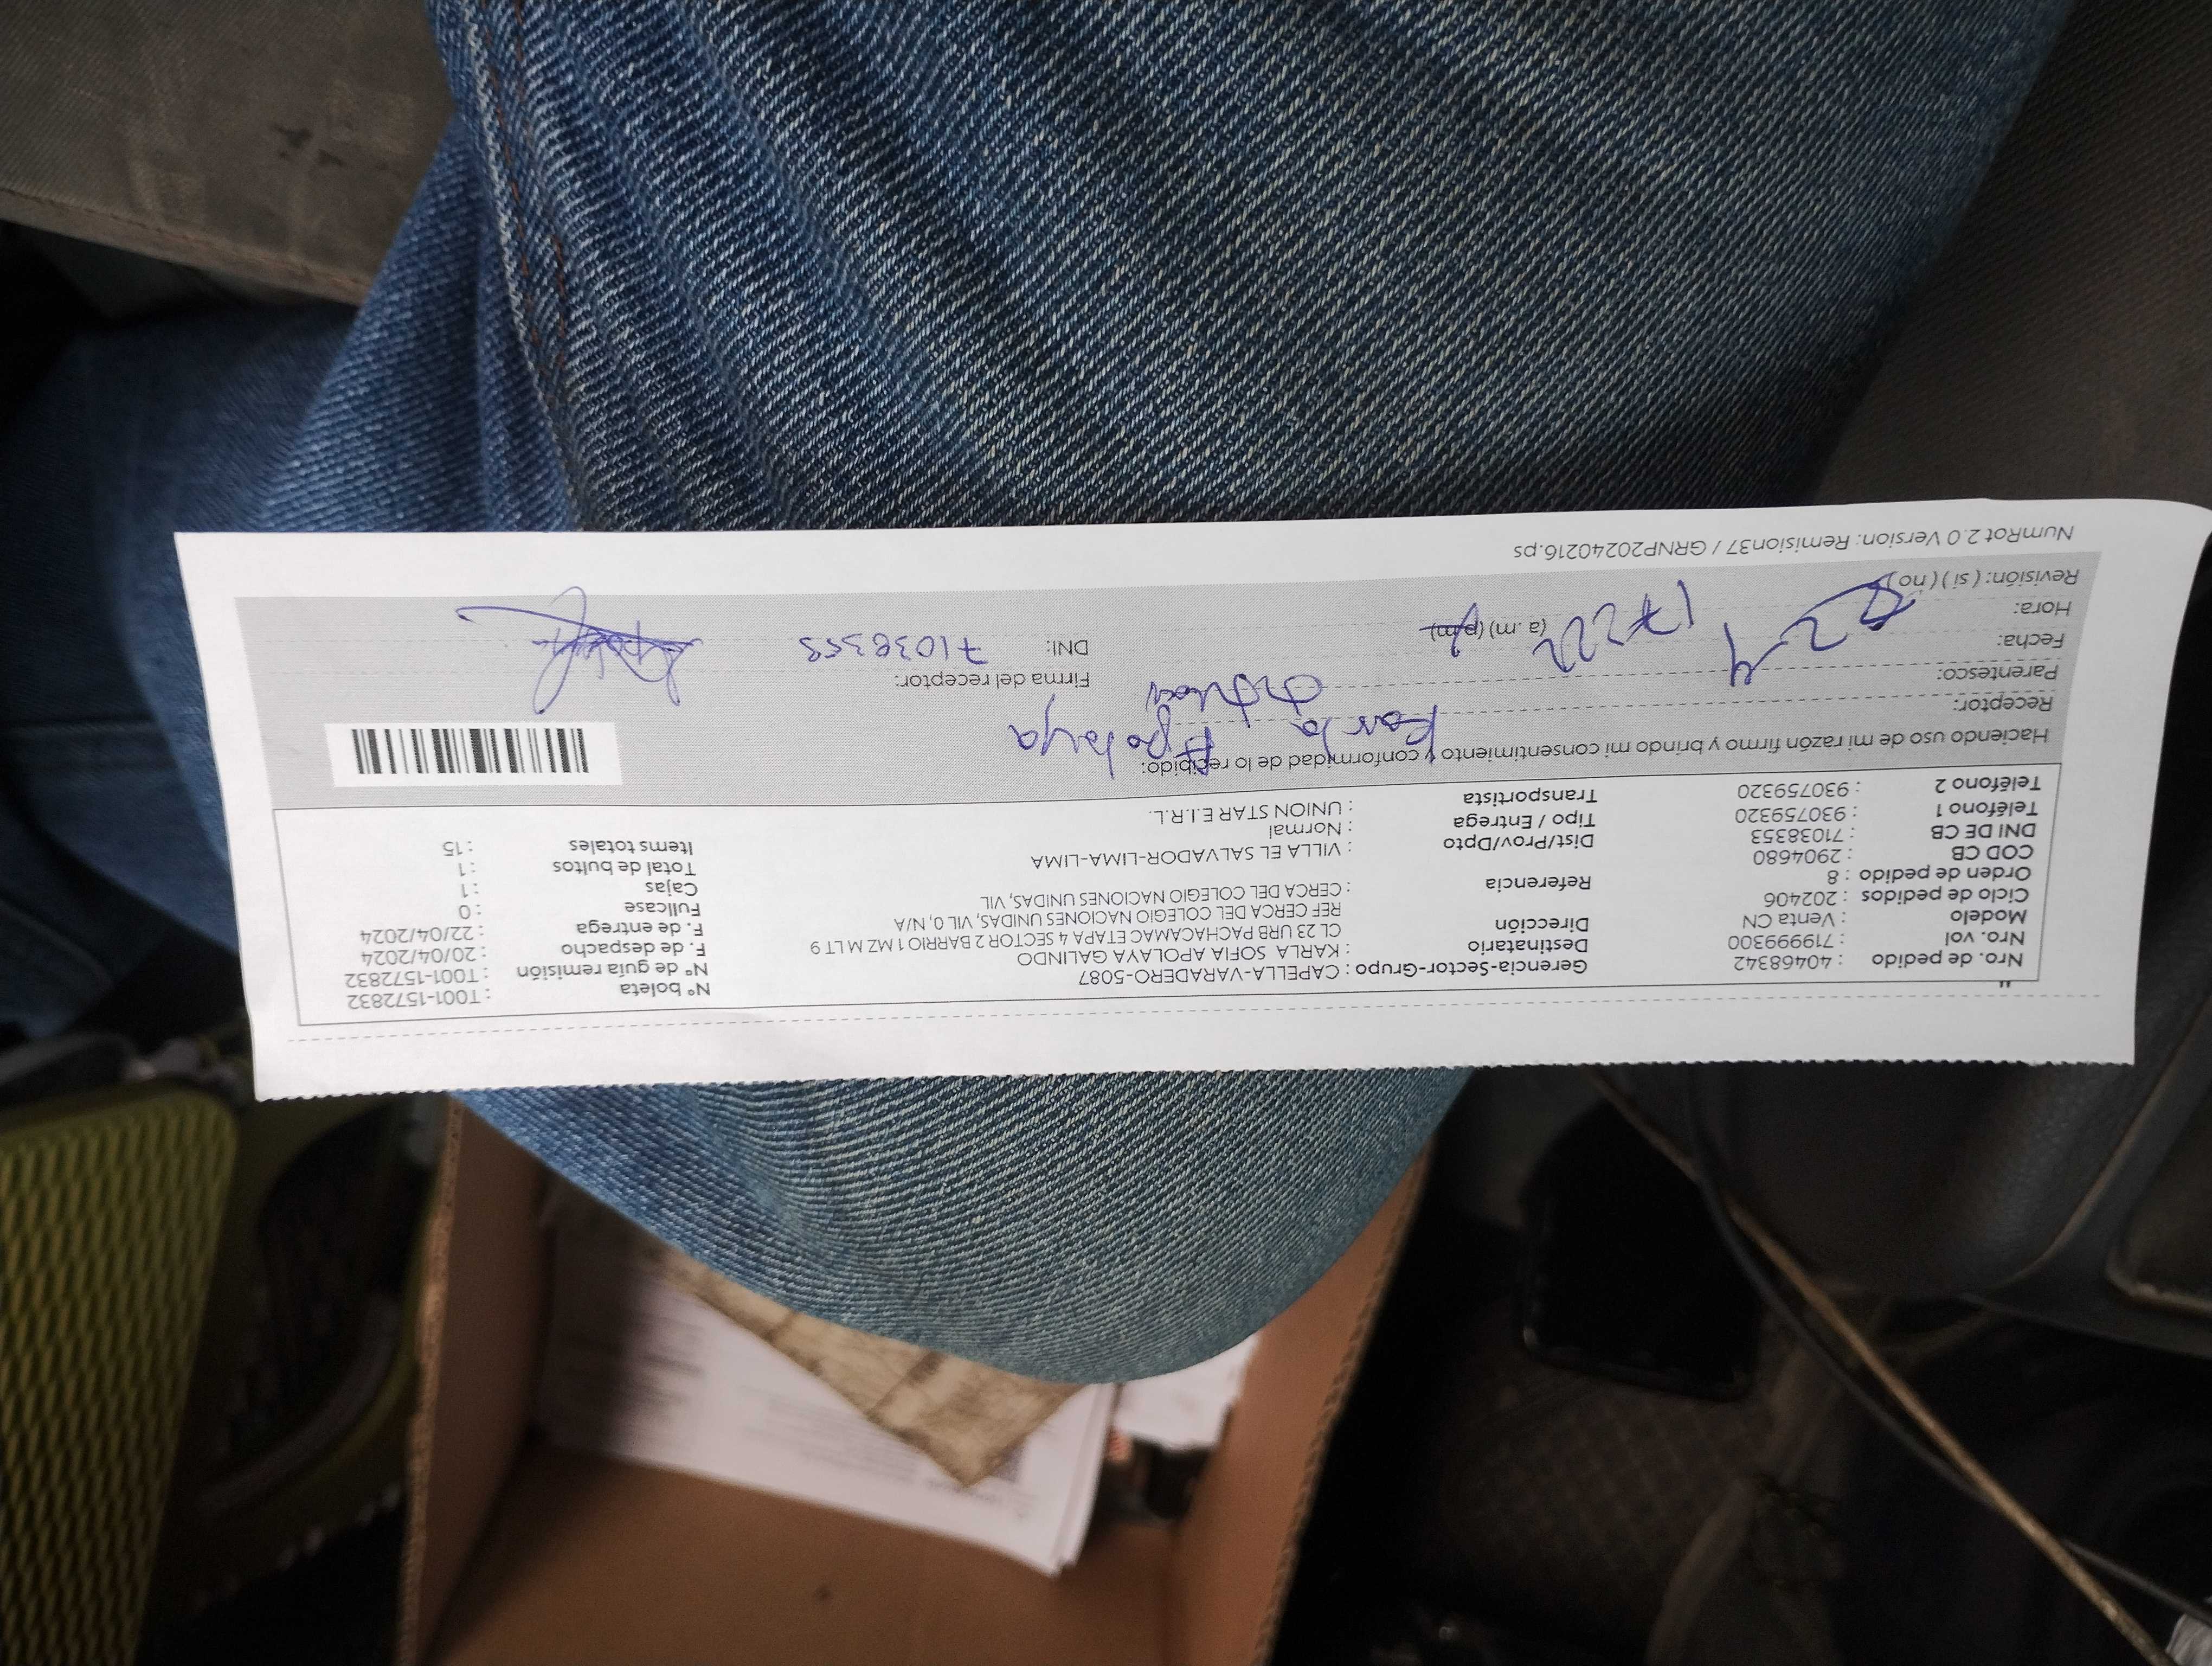 Nro. de pedido : 40468342 Gerencia-Sector-Grupo : CAPELLA-VARADERO-5087 N° boleta : T001-1572832
Nro. vol : 719999300 Destinatario : KARLA SOFIA APOLAYA GALINDO N° de guía remisión : T001-1572832
Modelo : Venta CN Dirección CL 23 URB PACHACAMAC ETAPA 4 SECTOR 2 BARRIO 1 MZ M LT 9 F. de despacho : 20/04/2024
Ciclo de pedidos : 202406 REF CERCA DEL COLEGIO NACIONES UNIDAS, VIL 0, N/A F. de entrega : 22/04/2024
Orden de pedido : 8 Referencia : CERCA DEL COLEGIO NACIONES UNIDAS, VIL Fullcase : 0
COD CB : 2904680 Dist/Prov/Dpto : VILLA EL SALVADOR-LIMA-LIMA Cajas : 1
DNI DE CB : 71038353 Tipo / Entrega : Normal Total de bultos : 1
Teléfono 1 : 930759320 Transportista : UNION STAR E.I.R.L. Items totales : 15
Teléfono 2 : 930759320
Haciendo uso de mi razón firmo y brindo mi consentimiento y conformidad de lo recibido:
Receptor: Karla Apolaya
Parentesco:
Firma del receptor:
Fecha: 22 4
DNI: 71038353
Hora: 17:22 (a.m) (p.m)
Revisión: ( si ) ( no )
NumRot 2.0 Version: Remision37 / GRNP20240216.ps